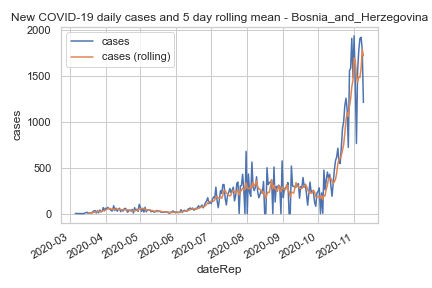 New COVID-19 daily cases and 5 day rolling mean - Bosnia_and_Herzegovina
2000
1500
1000
500
0
cases
cases
cases (rolling)
2020-03
2020-04
2020-05
2020-06
2020-07
2020-08
2020-09
2020-10
2020-11
dateRep